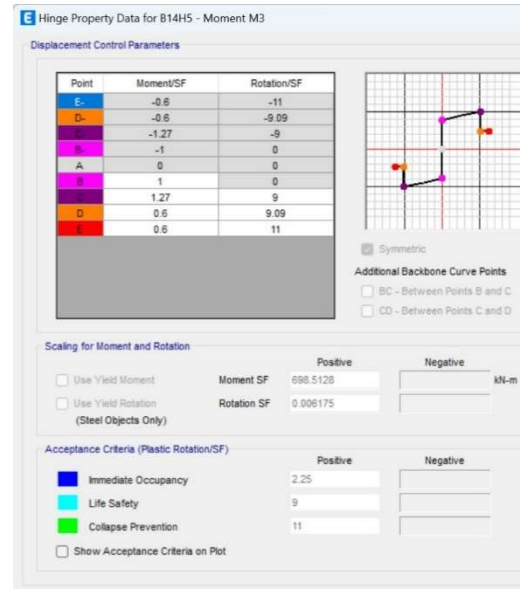 E Hinge Property Data for B14H5 - Moment M3
Displacement Control Parameters
Point Moment/SF Rotation/SF
E- -0.6 -11
D- -0.6 -9.09
C- -1.27 -9
B- -1 0
A 0 0
B 1 0
C 1.27 9
D 0.6 9.09
E 0.6 11
Symmetric
Additional Backbone Curve Points
BC - Between Points B and C
CD - Between Points C and D
Scaling for Moment and Rotation
Positive Negative
Use Yield Moment Moment SF 698.5128 kN-m
Use Yield Rotation Rotation SF 0.006175
(Steel Objects Only)
Acceptance Criteria (Plastic Rotation/SF)
Positive Negative
Immediate Occupancy 2.25
Life Safety 9
Collapse Prevention 11
Show Acceptance Criteria on Plot